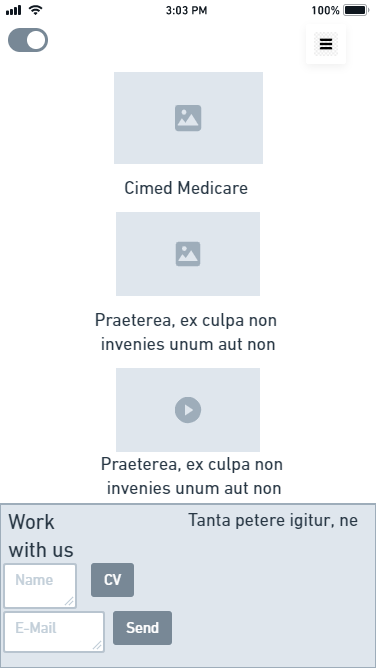 3:03 PM
100%
Cimed Medicare
Praeterea, ex culpa non
invenies unum aut non
Praeterea, ex culpa non
invenies unum aut non
Work
with us
Tanta petere igitur, ne
Name
CV
E-Mail
Send